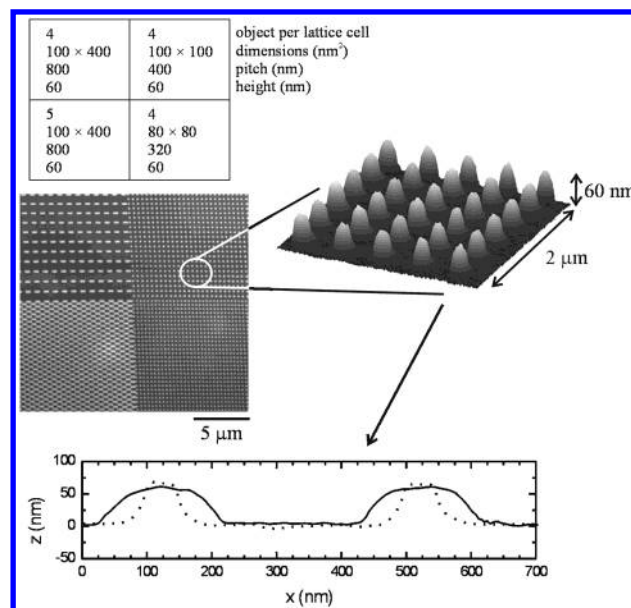 4 4 object per lattice cell
100 × 400 100 × 100 dimensions (nm²)
800 400 pitch (nm)
60 60 height (nm)
5 4
100 × 400 80 × 80
800 320
60 60
60 nm
2 μm
5 μm
100
50
0
-50
z (nm)
0 100 200 300 400 500 600 700
x (nm)